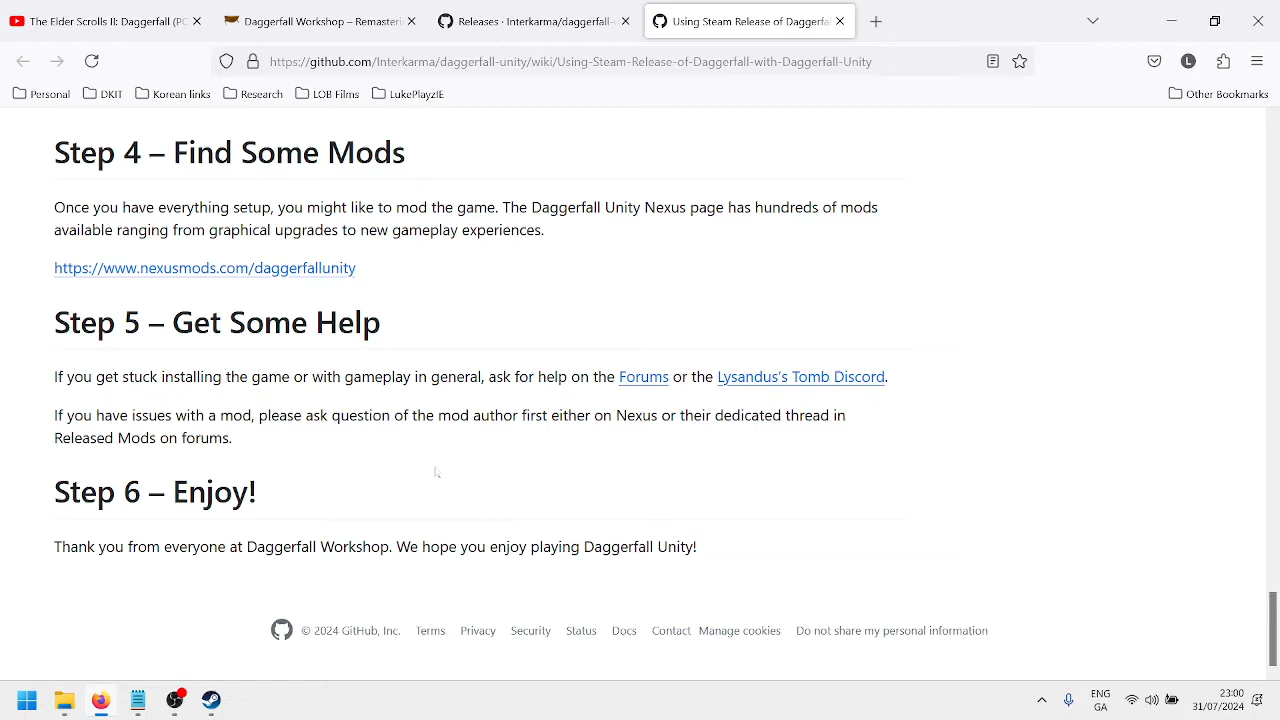 The Elder Scrolls II: Daggerfall (PC
Daggerfall Workshop – Remasteri
Releases · Interkarma/daggerfall-u
Using Steam Release of Daggerfal
https://github.com/Interkarma/daggerfall-unity/wiki/Using-Steam-Release-of-Daggerfall-with-Daggerfall-Unity
L
Personal
DKIT
Korean links
Research
LOB Films
LukePlayzIE
Other Bookmarks
Step 4 – Find Some Mods
Once you have everything setup, you might like to mod the game. The Daggerfall Unity Nexus page has hundreds of mods
available ranging from graphical upgrades to new gameplay experiences.
https://www.nexusmods.com/daggerfallunity
Step 5 – Get Some Help
If you get stuck installing the game or with gameplay in general, ask for help on the Forums or the Lysandus's Tomb Discord.
If you have issues with a mod, please ask question of the mod author first either on Nexus or their dedicated thread in
Released Mods on forums.
Step 6 – Enjoy!
Thank you from everyone at Daggerfall Workshop. We hope you enjoy playing Daggerfall Unity!
© 2024 GitHub, Inc.
Terms
Privacy
Security
Status
Docs
Contact
Manage cookies
Do not share my personal information
ENG
GA
23:00
31/07/2024